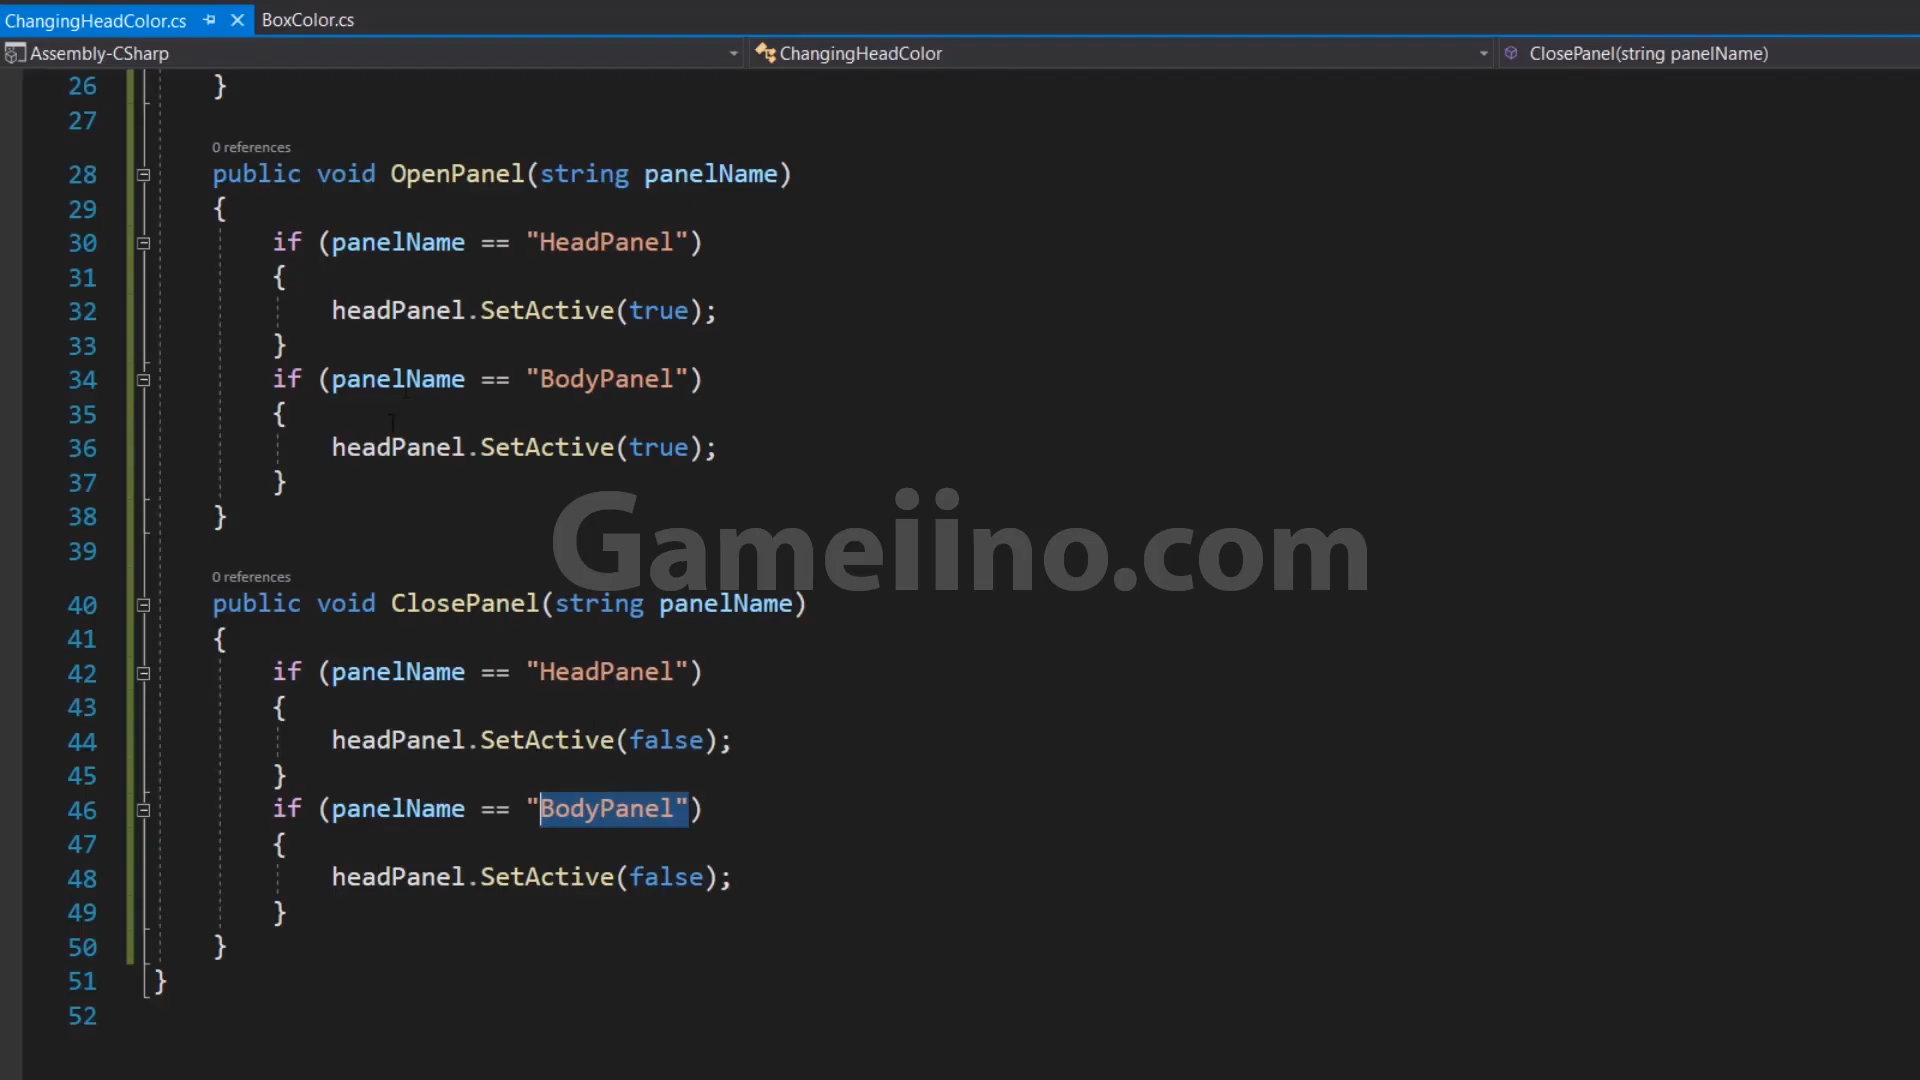 ChangingHeadColor.cs BoxColor.cs
Assembly-CSharp ChangingHeadColor ClosePanel(string panelName)
26 }
27
0 references
28 public void OpenPanel(string panelName)
29 {
30 if (panelName == "HeadPanel")
31 {
32 headPanel.SetActive(true);
33 }
34 if (panelName == "BodyPanel")
35 {
36 headPanel.SetActive(true);
37 }
38 }
39
Gameiino.com
0 references
40 public void ClosePanel(string panelName)
41 {
42 if (panelName == "HeadPanel")
43 {
44 headPanel.SetActive(false);
45 }
46 if (panelName == "BodyPanel")
47 {
48 headPanel.SetActive(false);
49 }
50 }
51 }
52